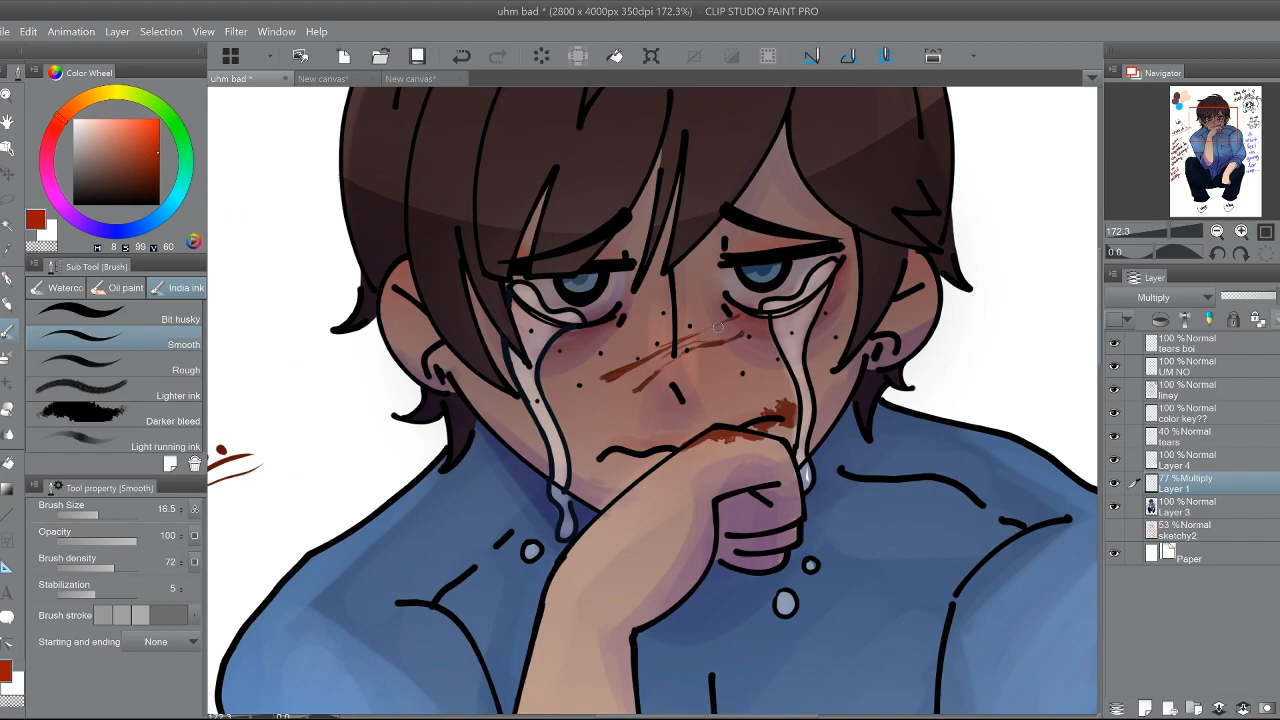 uhm bad * (2800 x 4000px 350dpi 172.3%) CLIP STUDIO PAINT PRO
Edit Animation Layer Selection View Filter Window Help
Color Wheel
uhm bad * New canvas* New canvas*
Navigator
H 8 S 99 V 60
172.3
0.0
Sub Tool [Brush]
Oil paint India ink
Bit husky
Smooth
Rough
Lighter ink
Darker bleed
Light running ink
Tool property [Smooth]
Brush Size 16.5
Opacity 100
Brush density 72
Stabilization 5
Brush stroke
Starting and ending None
Layer
Multiply
100 %Normal
tears boi
100 %Normal
UM NO
100 %Normal
liney
100 %Normal
color key??
40 %Normal
tears
100 %Normal
Layer 4
77 %Multiply
Layer 1
100 %Normal
Layer 3
53 %Normal
sketchy2
Paper